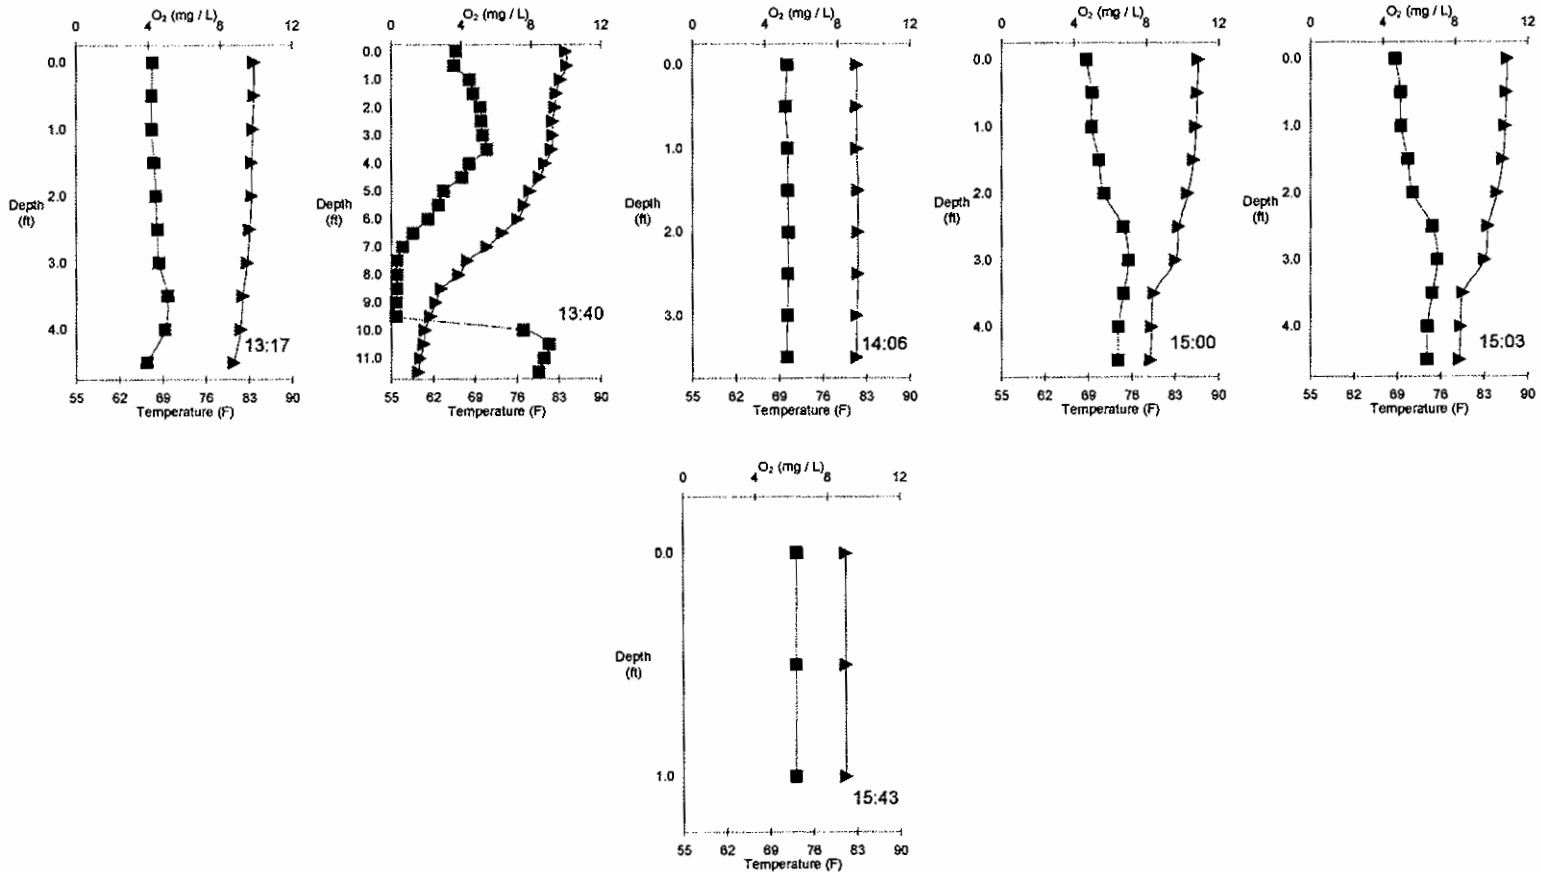 O₂ (mg / L)
0 4 8 12
0.0
1.0
2.0
3.0
4.0
Depth
(ft)
13:17
55 62 69 76 83 90
Temperature (F)
O₂ (mg / L)
0 4 8 12
0.0
1.0
2.0
3.0
4.0
5.0
6.0
7.0
8.0
9.0
10.0
11.0
Depth
(ft)
13:40
55 62 69 76 83 90
Temperature (F)
O₂ (mg / L)
0 4 8 12
0.0
1.0
2.0
3.0
Depth
(ft)
14:06
55 62 69 76 83 90
Temperature (F)
O₂ (mg / L)
0 4 8 12
0.0
1.0
2.0
3.0
4.0
Depth
(ft)
15:00
55 62 69 76 83 90
Temperature (F)
O₂ (mg / L)
0 4 8 12
0.0
1.0
2.0
3.0
4.0
Depth
(ft)
15:03
55 62 69 76 83 90
Temperature (F)
O₂ (mg / L)
0 4 8 12
0.0
1.0
Depth
(ft)
15:43
55 62 69 76 83 90
Temperature (F)